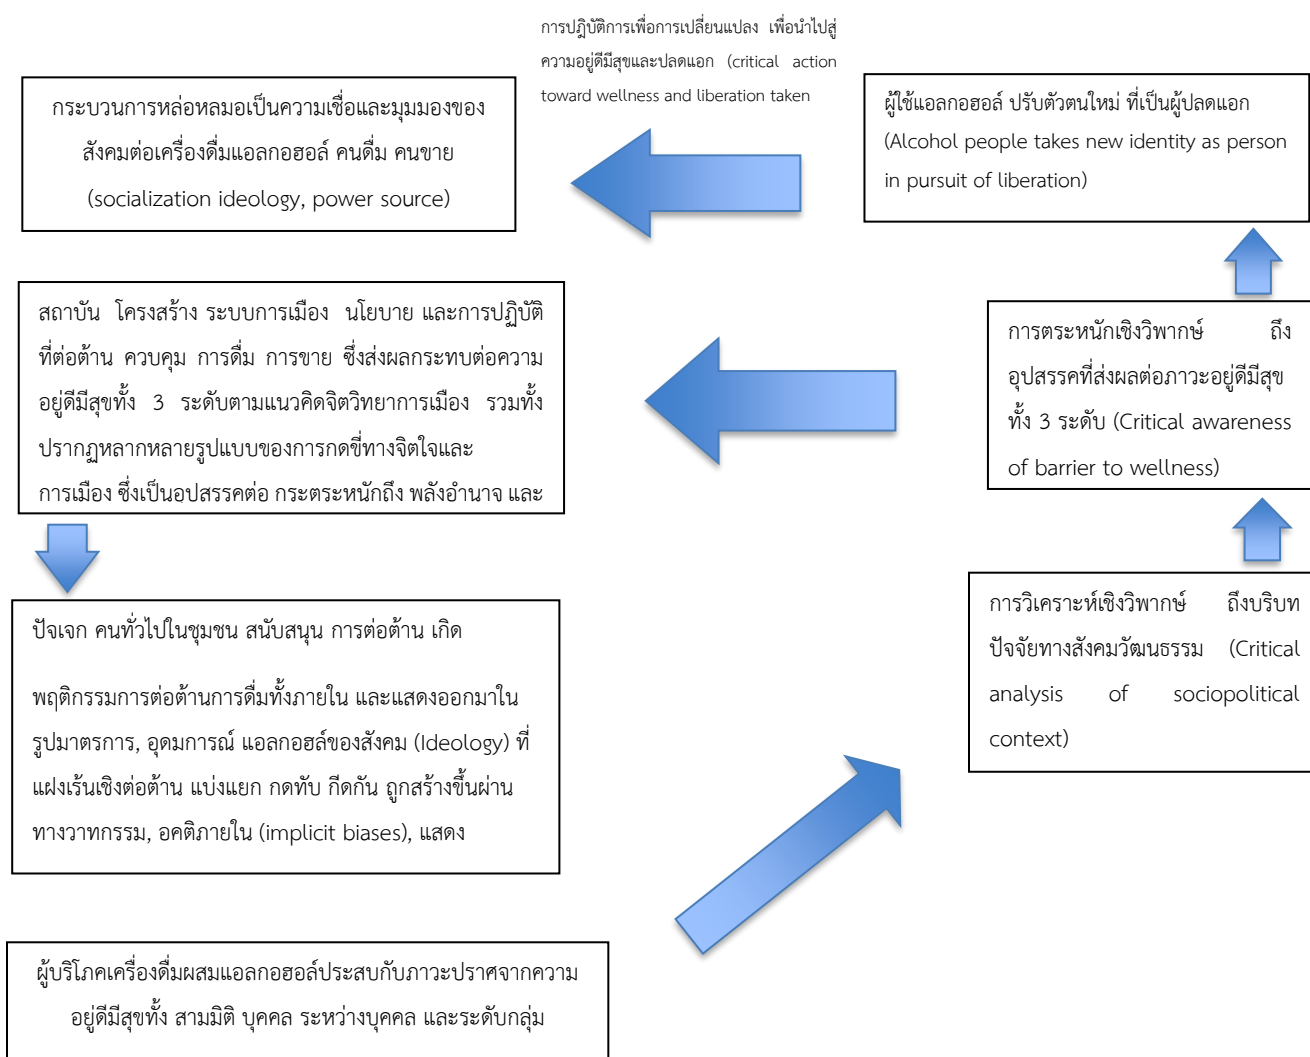 การปฎิบัติการเพื่อการเปลี่ยนแปลง เพื่อนำไปสู่
ความอยู่ดีมีสุขและปลดแอก (critical action
toward wellness and liberation taken
กระบวนการหล่อหลมอเป็นความเชื่อและมุมมองของ
สังคมต่อเครื่องดื่มแอลกอฮอล์ คนดื่ม คนขาย
(socialization ideology, power source)
ผู้ใช้แอลกอฮอล์ ปรับตัวตนใหม่ ที่เป็นผู้ปลดแอก
(Alcohol people takes new identity as person
in pursuit of liberation)
สถาบัน โครงสร้าง ระบบการเมือง นโยบาย และการปฏิบัติ
ที่ต่อต้าน ควบคุม การดื่ม การขาย ซึ่งส่งผลกระทบต่อความ
อยู่ดีมีสุขทั้ง 3 ระดับตามแนวคิดจิตวิทยาการเมือง รวมทั้ง
ปรากฏหลากหลายรูปแบบของการกดขี่ทางจิตใจและ
การเมือง ซึ่งเป็นอปสรรคต่อ กระตระหนักถึง พลังอำนาจ และ
การตระหนักเชิงวิพากษ์ ถึง
อุปสรรคที่ส่งผลต่อภาวะอยู่ดีมีสุข
ทั้ง 3 ระดับ (Critical awareness
of barrier to wellness)
ปัจเจก คนทั่วไปในชุมชน สนับสนุน การต่อต้าน เกิด
พฤติกรรมการต่อต้านการดื่มทั้งภายใน และแสดงออกมาใน
รูปมาตรการ, อุดมการณ์ แอลกอฮล์ของสังคม (Ideology) ที่
แฝงเร้นเชิงต่อต้าน แบ่งแยก กดทับ กีดกัน ถูกสร้างขึ้นผ่าน
ทางวาทกรรม, อคติภายใน (implicit biases), แสดง
การวิเคราะห์เชิงวิพากษ์ ถึงบริบท
ปัจจัยทางสังคมวัฒนธรรม (Critical
analysis of sociopolitical
context)
ผู้บริโภคเครื่องดื่มผสมแอลกอฮอล์ประสบกับภาวะปราศจากความ
อยู่ดีมีสุขทั้ง สามมิติ บุคคล ระหว่างบุคคล และระดับกลุ่ม